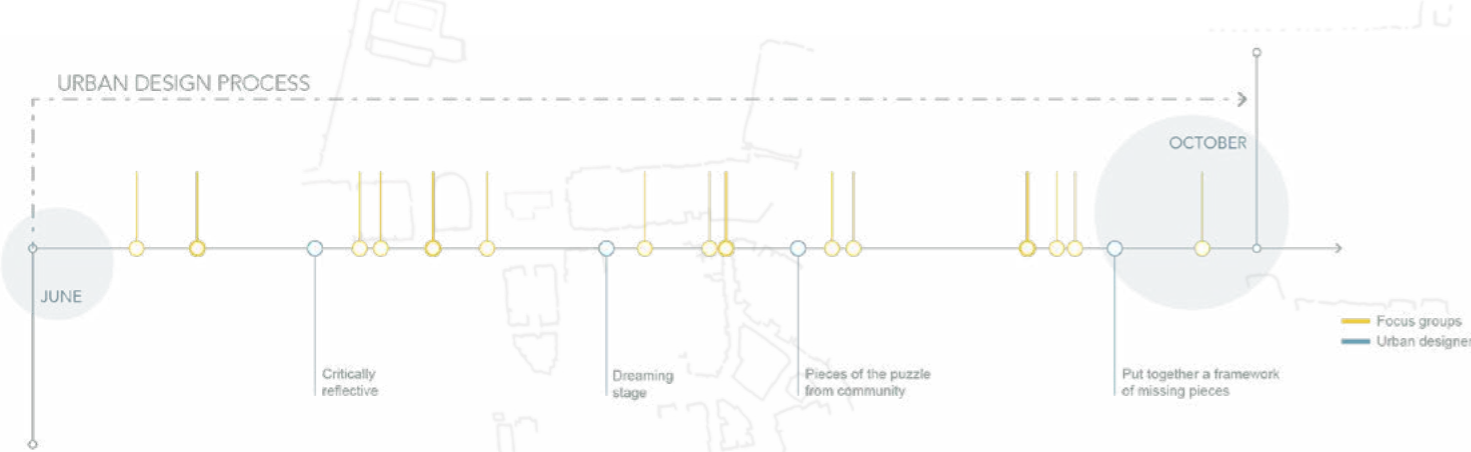 URBAN DESIGN PROCESS
OCTOBER
JUNE
Focus groups
Urban designer
Critically
reflective
Dreaming
stage
Pieces of the puzzle
from community
Put together a framework
of missing pieces